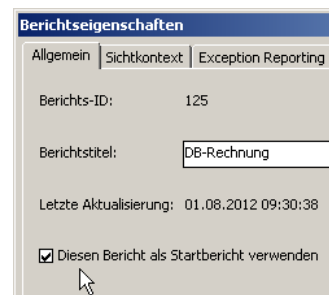 Berichtseigenschaften
Allgemein Sichtkontext Exception Reporting
Berichts-ID: 125
Berichtstitel: DB-Rechnung
Letzte Aktualisierung: 01.08.2012 09:30:38
Diesen Bericht als Startbericht verwenden